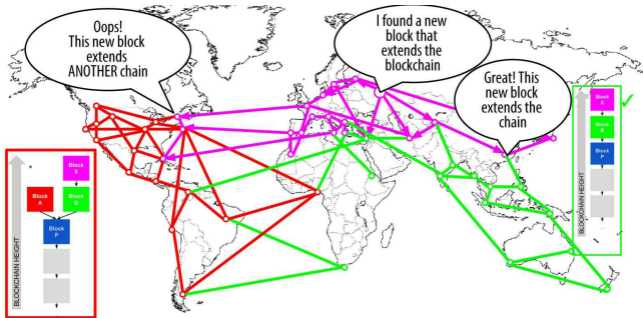 Oops!
This new block
extends
ANOTHER chain
I found a new
block that
extends the
blockchain
Great! This
new block
extends the
chain
Block
X
Block
A
Block
B
Block
P
BLOCKCHAIN HEIGHT
Block
X
Block
B
Block
P
BLOCKCHAIN HEIGHT